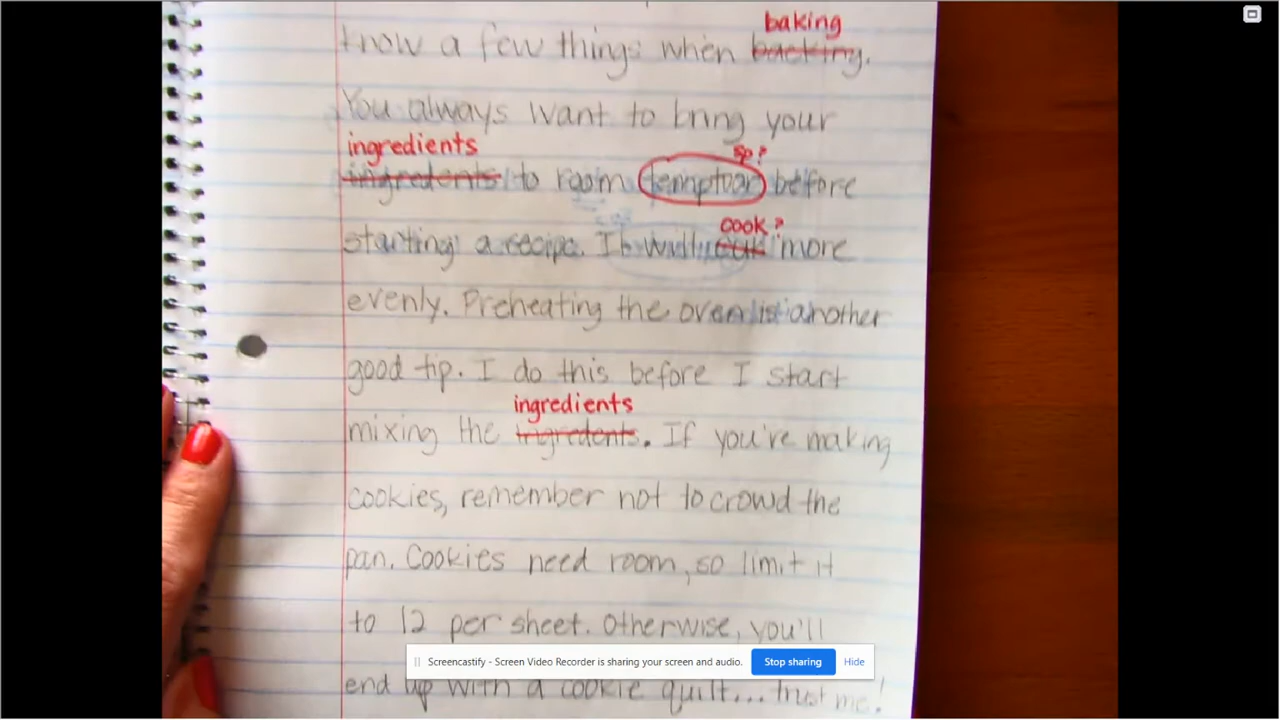 baking
know a few things when backing.
You always want to bring your
ingredients
sp?
ingredents to room temptoar before
cook?
starting a recipe. It will cuk more
evenly. Preheating the oven is another
good tip. I do this before I start
ingredients
mixing the ingredents. If you're making
cookies, remember not to crowd the
pan. Cookies need room, so limit it
to 12 per sheet. Otherwise, you'll
Screencastify - Screen Video Recorder is sharing your screen and audio. Stop sharing Hide
end up with a cookie quilt... trust me!